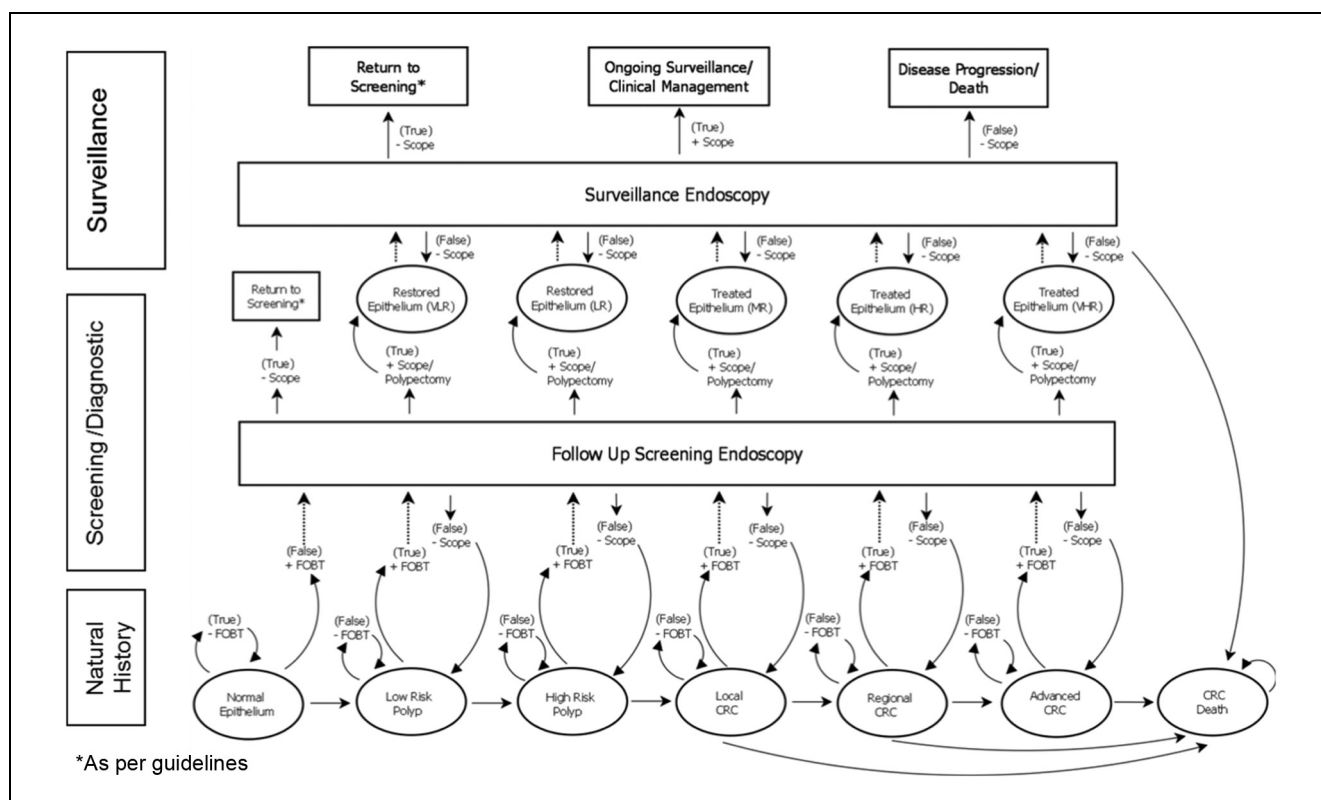 Surveillance
Return to
Screening*
Ongoing Surveillance/
Clinical Management
Disease Progression/
Death
(True)
- Scope
(True)
+ Scope
(False)
- Scope
Surveillance Endoscopy
(False)
- Scope
(False)
- Scope
(False)
- Scope
(False)
- Scope
(False)
- Scope
Screening /Diagnostic
Return to
Screening*
Restored
Epithelium (VLR)
Restored
Epithelium (LR)
Treated
Epithelium (MR)
Treated
Epithelium (HR)
Treated
Epithelium (VHR)
(True)
- Scope
(True)
+ Scope/
Polypectomy
(True)
+ Scope/
Polypectomy
(True)
+ Scope/
Polypectomy
(True)
+ Scope/
Polypectomy
(True)
+ Scope/
Polypectomy
Follow Up Screening Endoscopy
(False)
+ FOBT
(True)
+ FOBT
(False)
- Scope
(True)
+ FOBT
(False)
- Scope
(True)
+ FOBT
(False)
- Scope
(True)
+ FOBT
(False)
- Scope
(True)
+ FOBT
(False)
- Scope
Natural
History
(True)
- FOBT
(False)
- FOBT
(False)
- FOBT
(False)
- FOBT
(False)
- FOBT
(False)
- FOBT
Normal
Epithelium
Low Risk
Polyp
High Risk
Polyp
Local
CRC
Regional
CRC
Advanced
CRC
CRC
Death
*As per guidelines